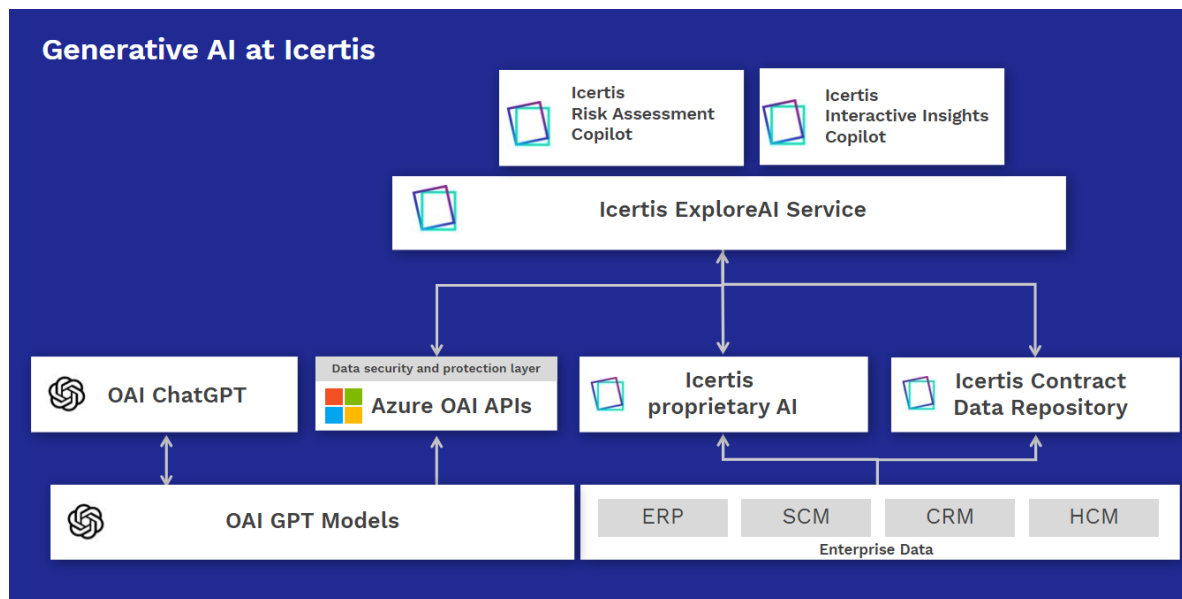 Generative AI at Icertis
Icertis
Risk Assessment
Copilot
Icertis
Interactive Insights
Copilot
Icertis ExploreAI Service
OAI ChatGPT
Data security and protection layer
Azure OAI APIs
Icertis
proprietary AI
Icertis Contract
Data Repository
OAI GPT Models
ERP
SCM
CRM
HCM
Enterprise Data